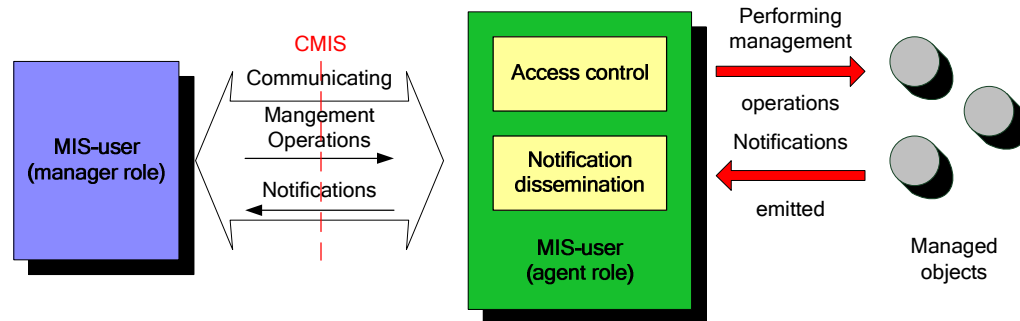 CMIS
Communicating
Mangement
Operations
Notifications
MIS-user
(manager role)
Access control
Notification
dissemination
MIS-user
(agent role)
Performing
management
operations
Notifications
emitted
Managed
objects